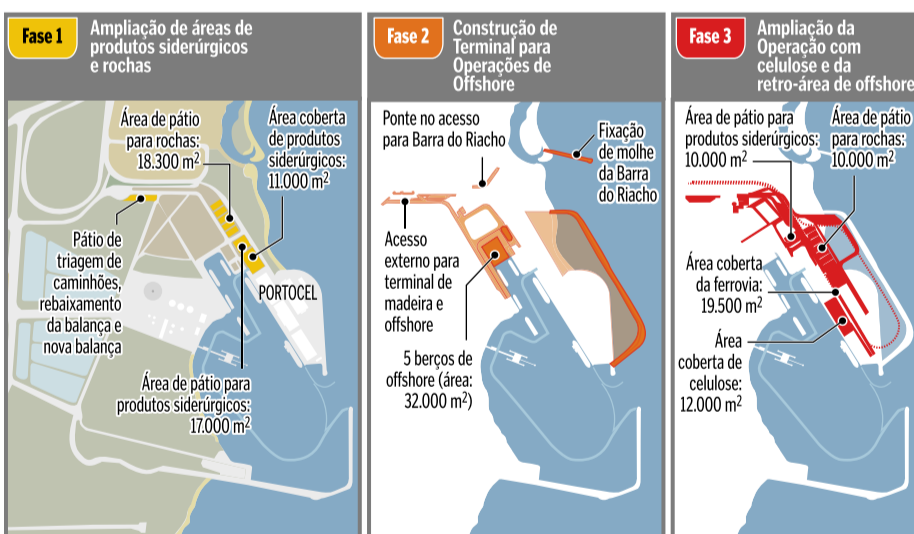 Fase 1
Ampliação de áreas de
produtos siderúrgicos
e rochas
Área de pátio
para rochas:
18.300 m²
Área coberta
de produtos
siderúrgicos:
11.000 m²
Pátio de
triagem de
caminhões,
rebaixamento
da balança e
nova balança
PORTOCEL
Área de pátio para
produtos siderúrgicos:
17.000 m²
Fase 2
Construção de
Terminal para
Operações de
Offshore
Ponte no acesso
para Barra do Riacho
Fixação
de molhe
da Barra
do Riacho
Acesso
externo para
terminal de
madeira e
offshore
5 berços de
offshore (área:
32.000 m²)
Fase 3
Ampliação da
Operação com
celulose e da
retro-área de offshore
Área de pátio para
produtos siderúrgicos:
10.000 m²
Área de pátio
para rochas:
10.000 m²
Área coberta
da ferrovia:
19.500 m²
Área
coberta de
celulose:
12.000 m²